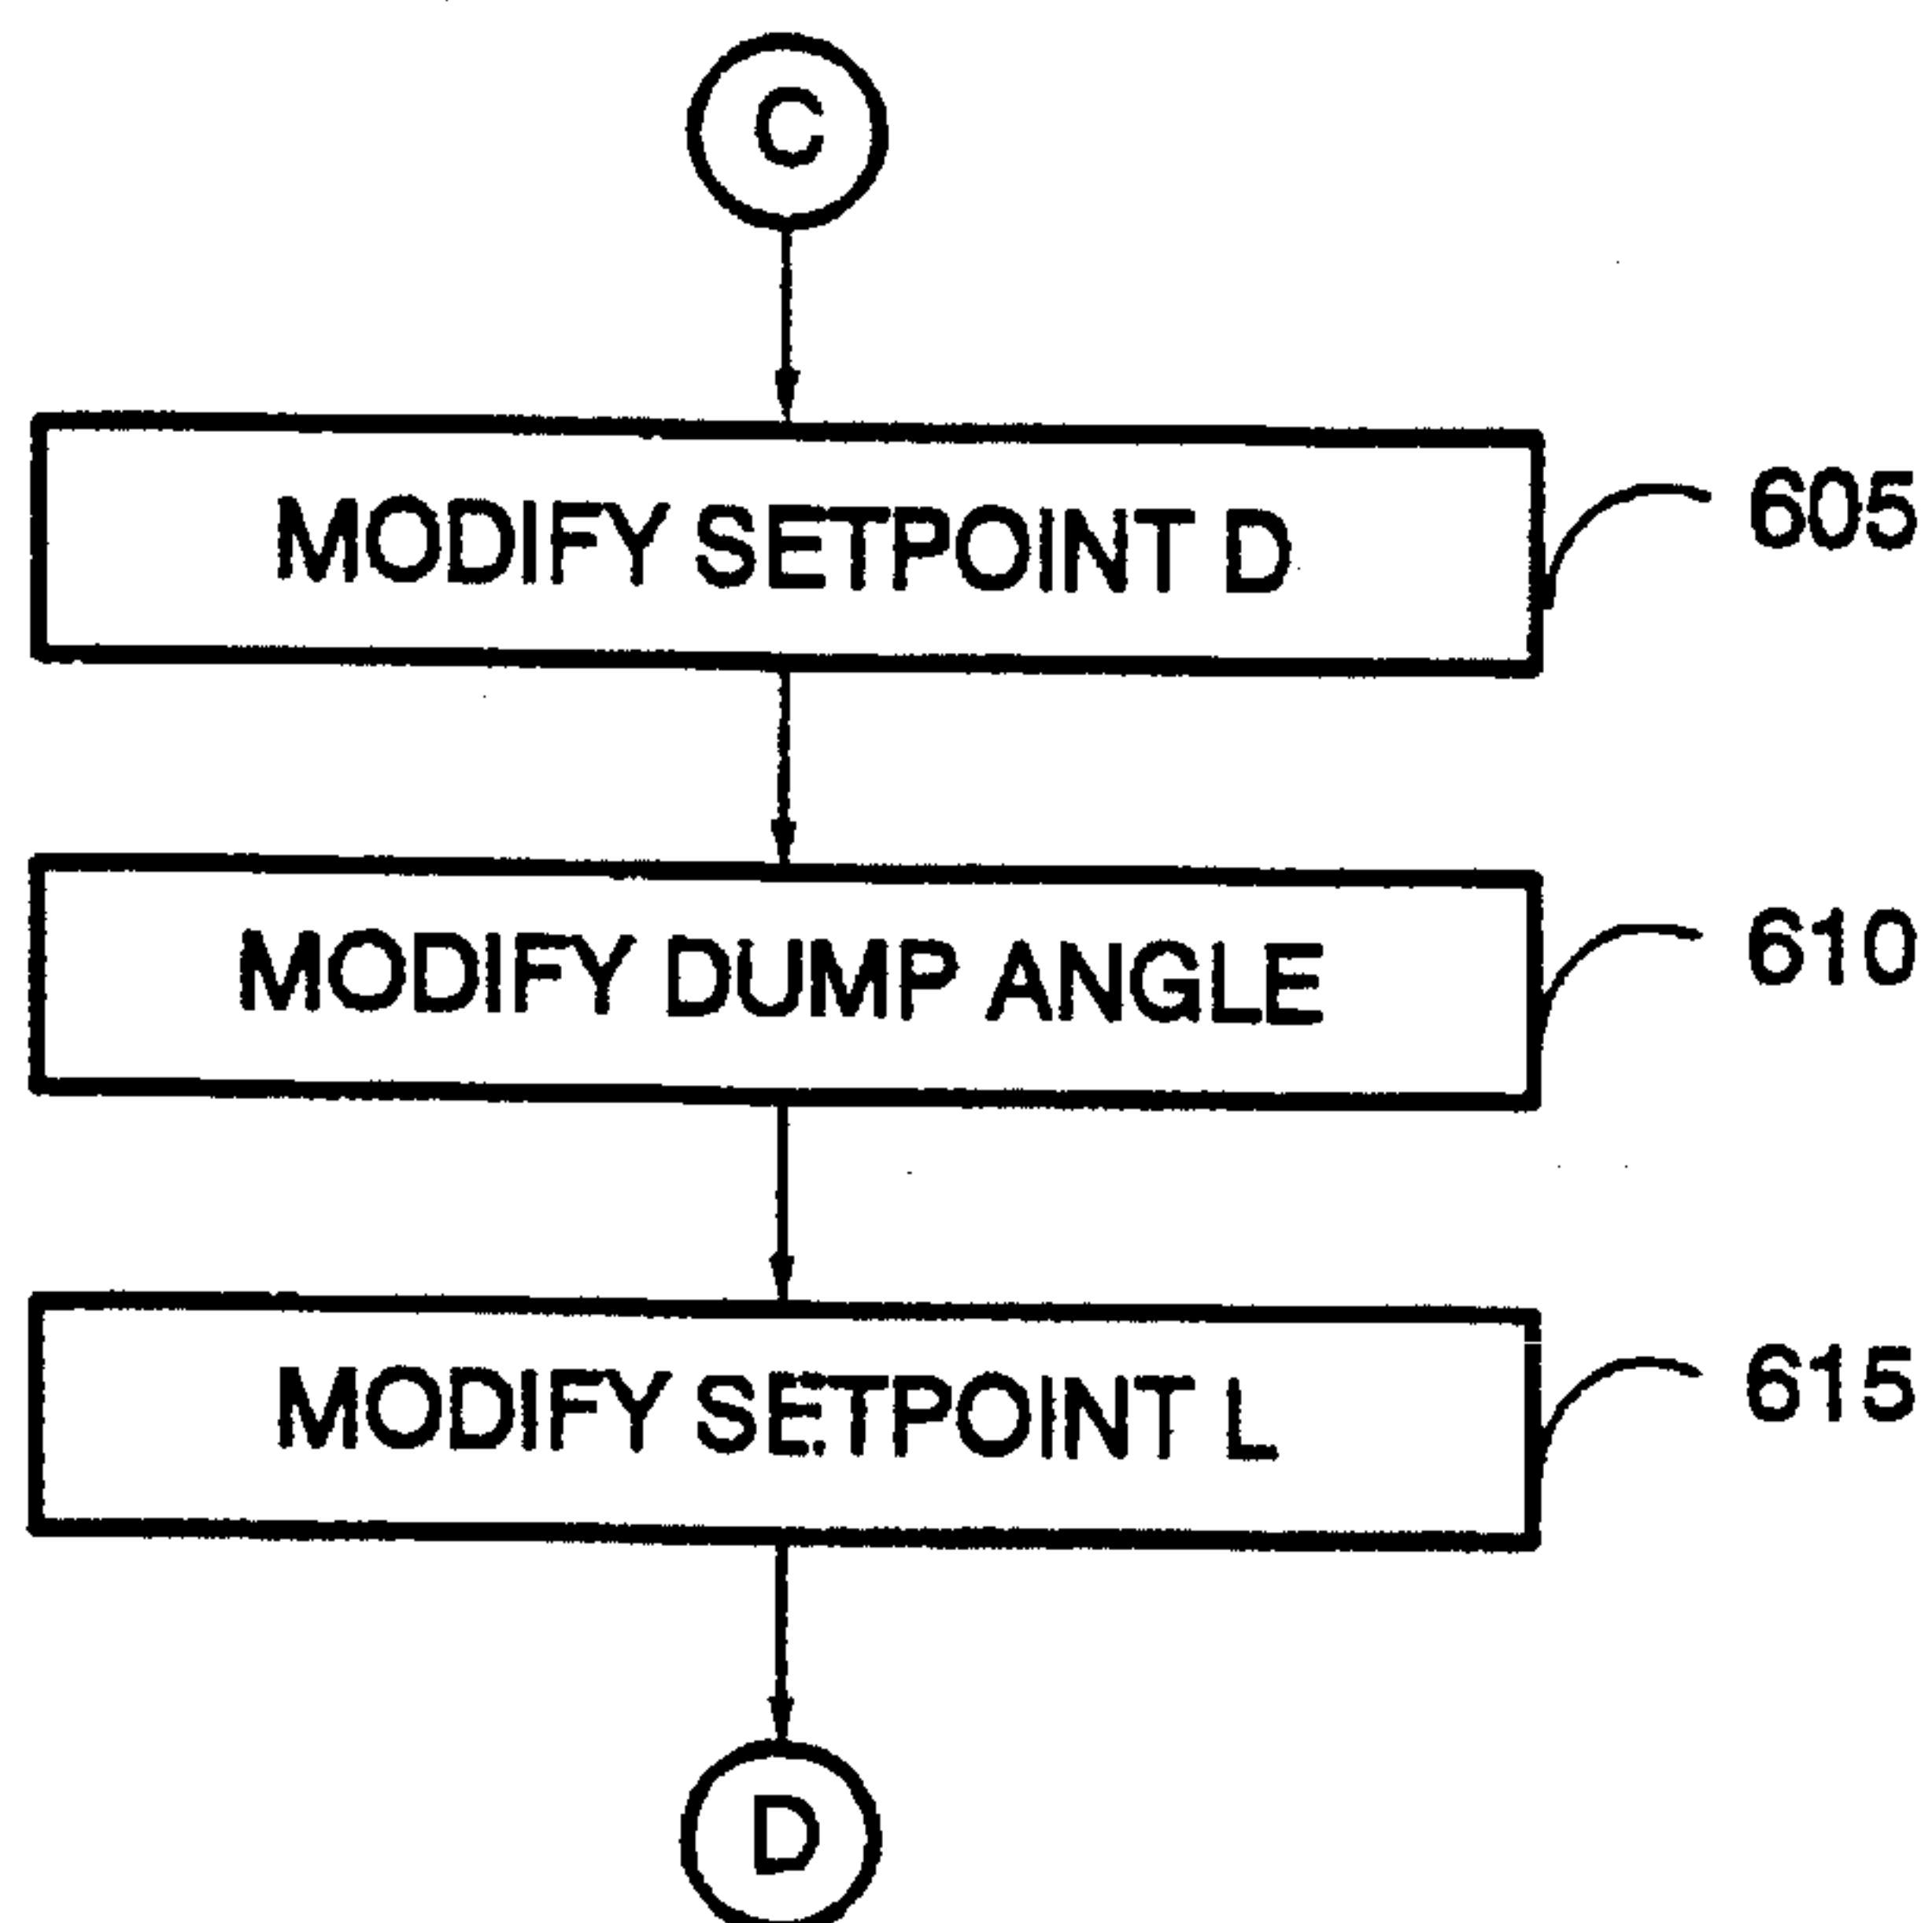 C
MODIFY SETPOINT D
605
MODIFY DUMP ANGLE
610
MODIFY SETPOINT L
615
D